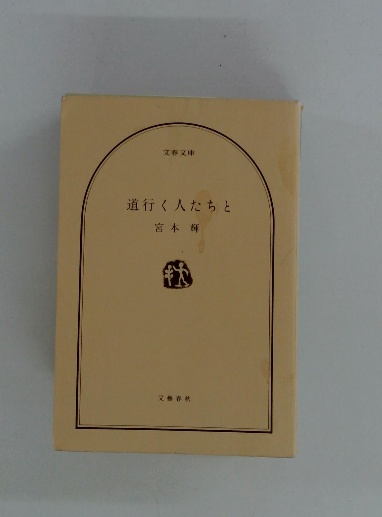 文春文庫
道行く人たちと
宮本 輝
文藝春秋